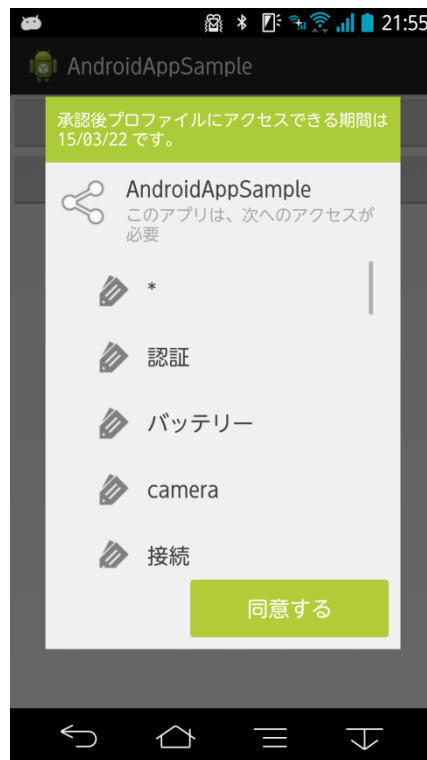 21:55
AndroidAppSample
承認後プロファイルにアクセスできる期間は
15/03/22 です。
AndroidAppSample
このアプリは、次へのアクセスが
必要
*
認証
バッテリー
camera
接続
同意する